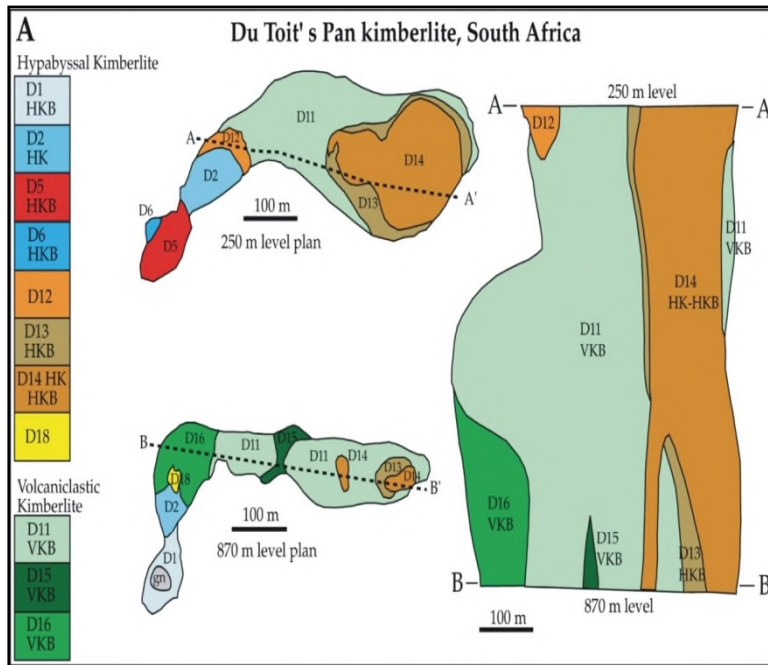 A
Du Toit' s Pan kimberlite, South Africa
Hypabyssal Kimberlite
D1
HKB
D2
HK
D5
HKB
D6
HKB
D12
D13
HKB
D14 HK
HKB
D18
Volcaniclastic
Kimberlite
D11
VKB
D15
VKB
D16
VKB
A
D12
D11
D2
D6
D5
D14
D13
A'
100 m
250 m level plan
B
D16
D11
D15
D11
D14
D13
D14
B'
D18
D2
D1
gn
100 m
870 m level plan
250 m level
A
A
D12
D11
VKB
D14
HK-HKB
D11
VKB
D16
VKB
D15
VKB
D13
HKB
B
B
870 m level
100 m